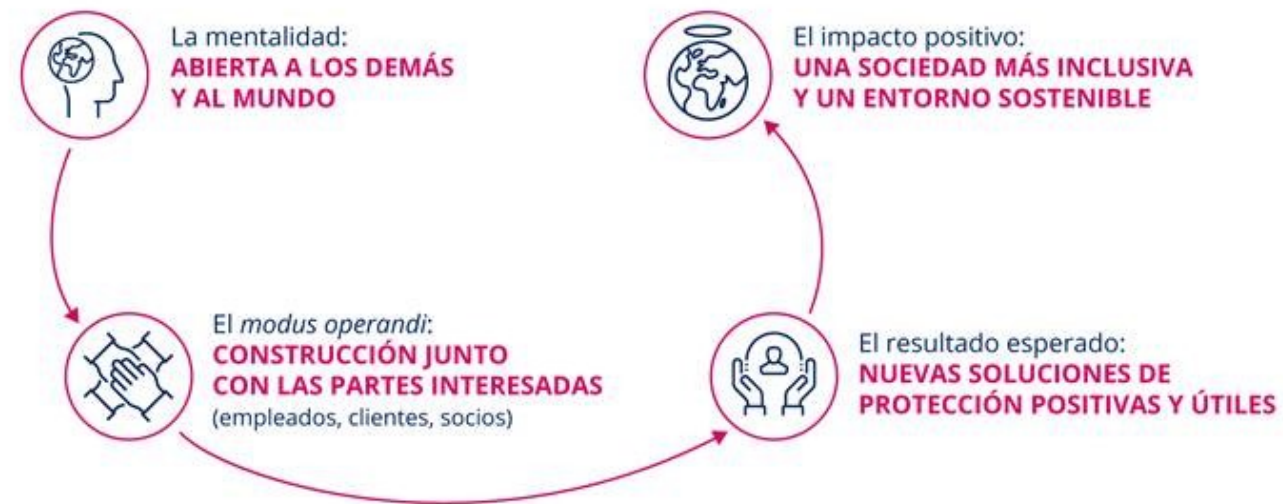 La mentalidad:
ABIERTA A LOS DEMÁS
Y AL MUNDO
El modus operandi:
CONSTRUCCIÓN JUNTO
CON LAS PARTES INTERESADAS
(empleados, clientes, socios)
El resultado esperado:
NUEVAS SOLUCIONES DE
PROTECCIÓN POSITIVAS Y ÚTILES
El impacto positivo:
UNA SOCIEDAD MÁS INCLUSIVA
Y UN ENTORNO SOSTENIBLE